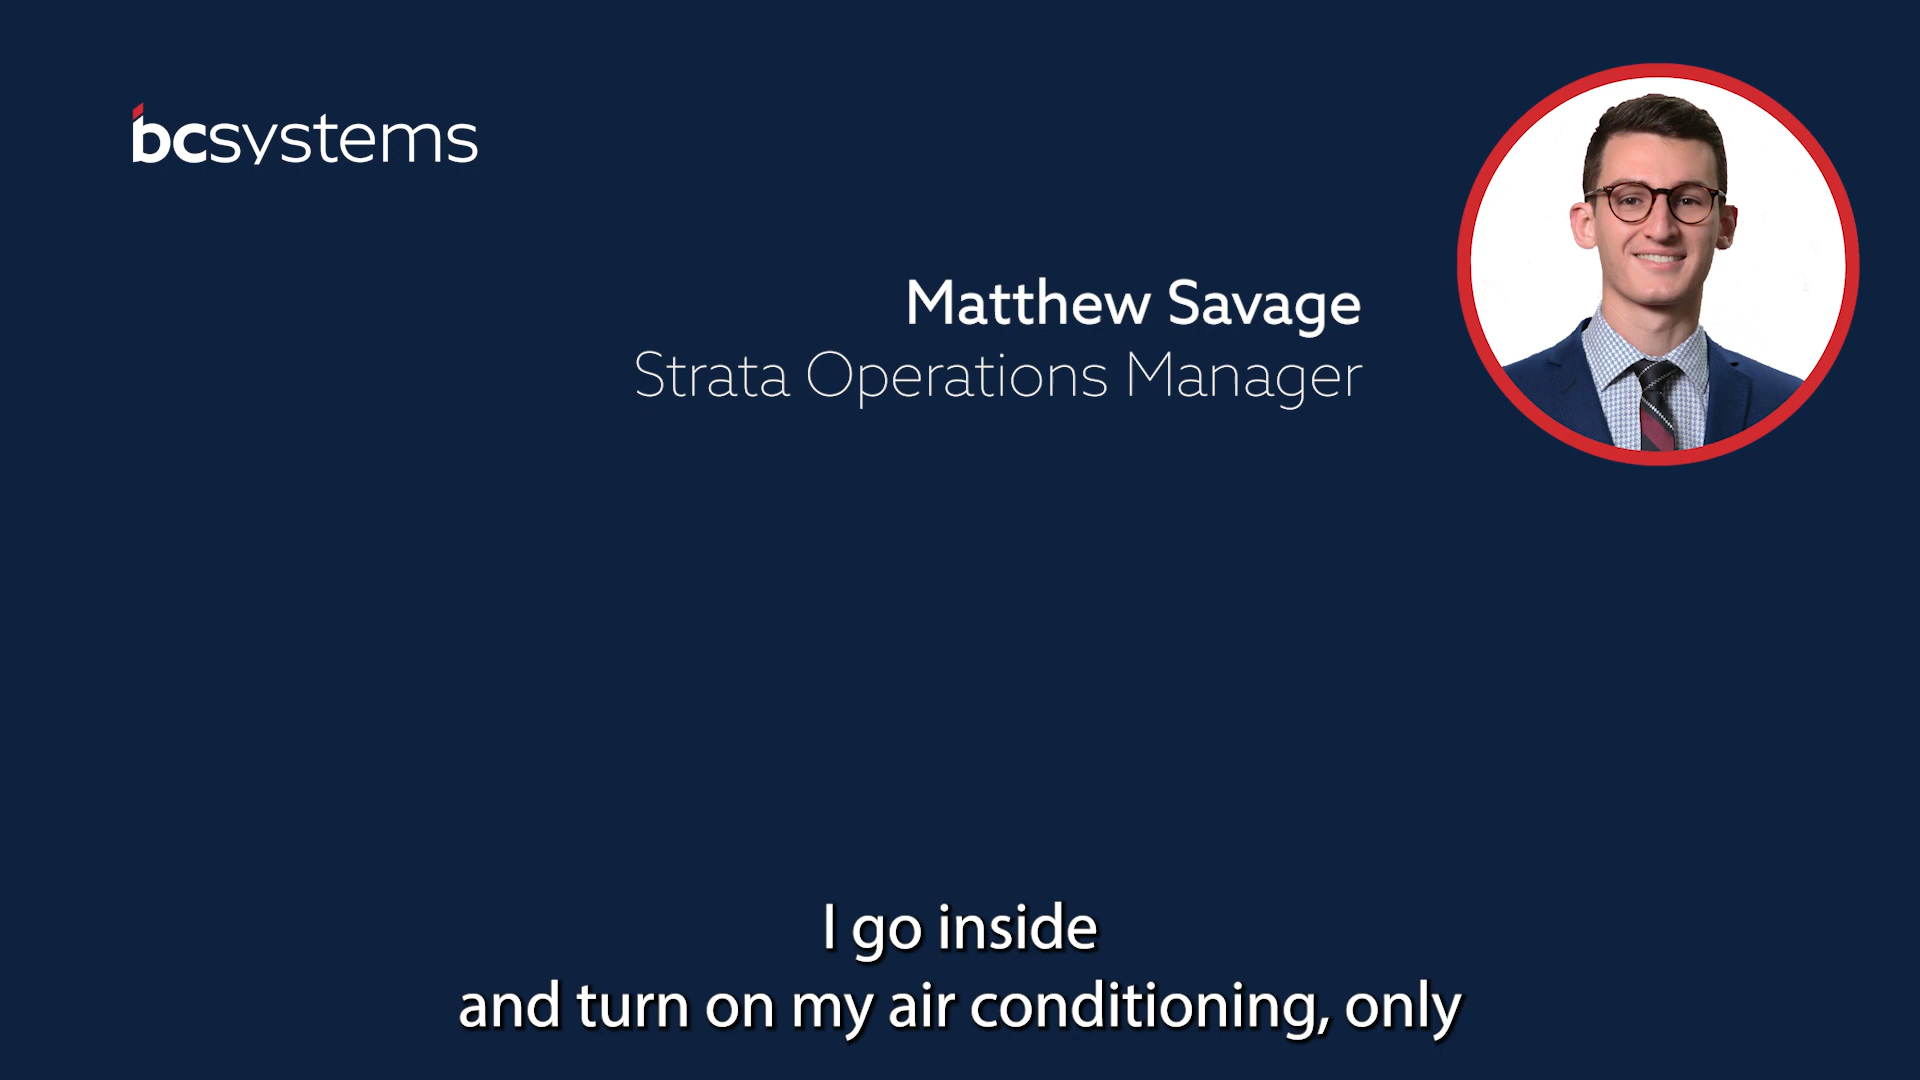 bcsystems
Matthew Savage
Strata Operations Manager
I go inside
and turn on my air conditioning, only